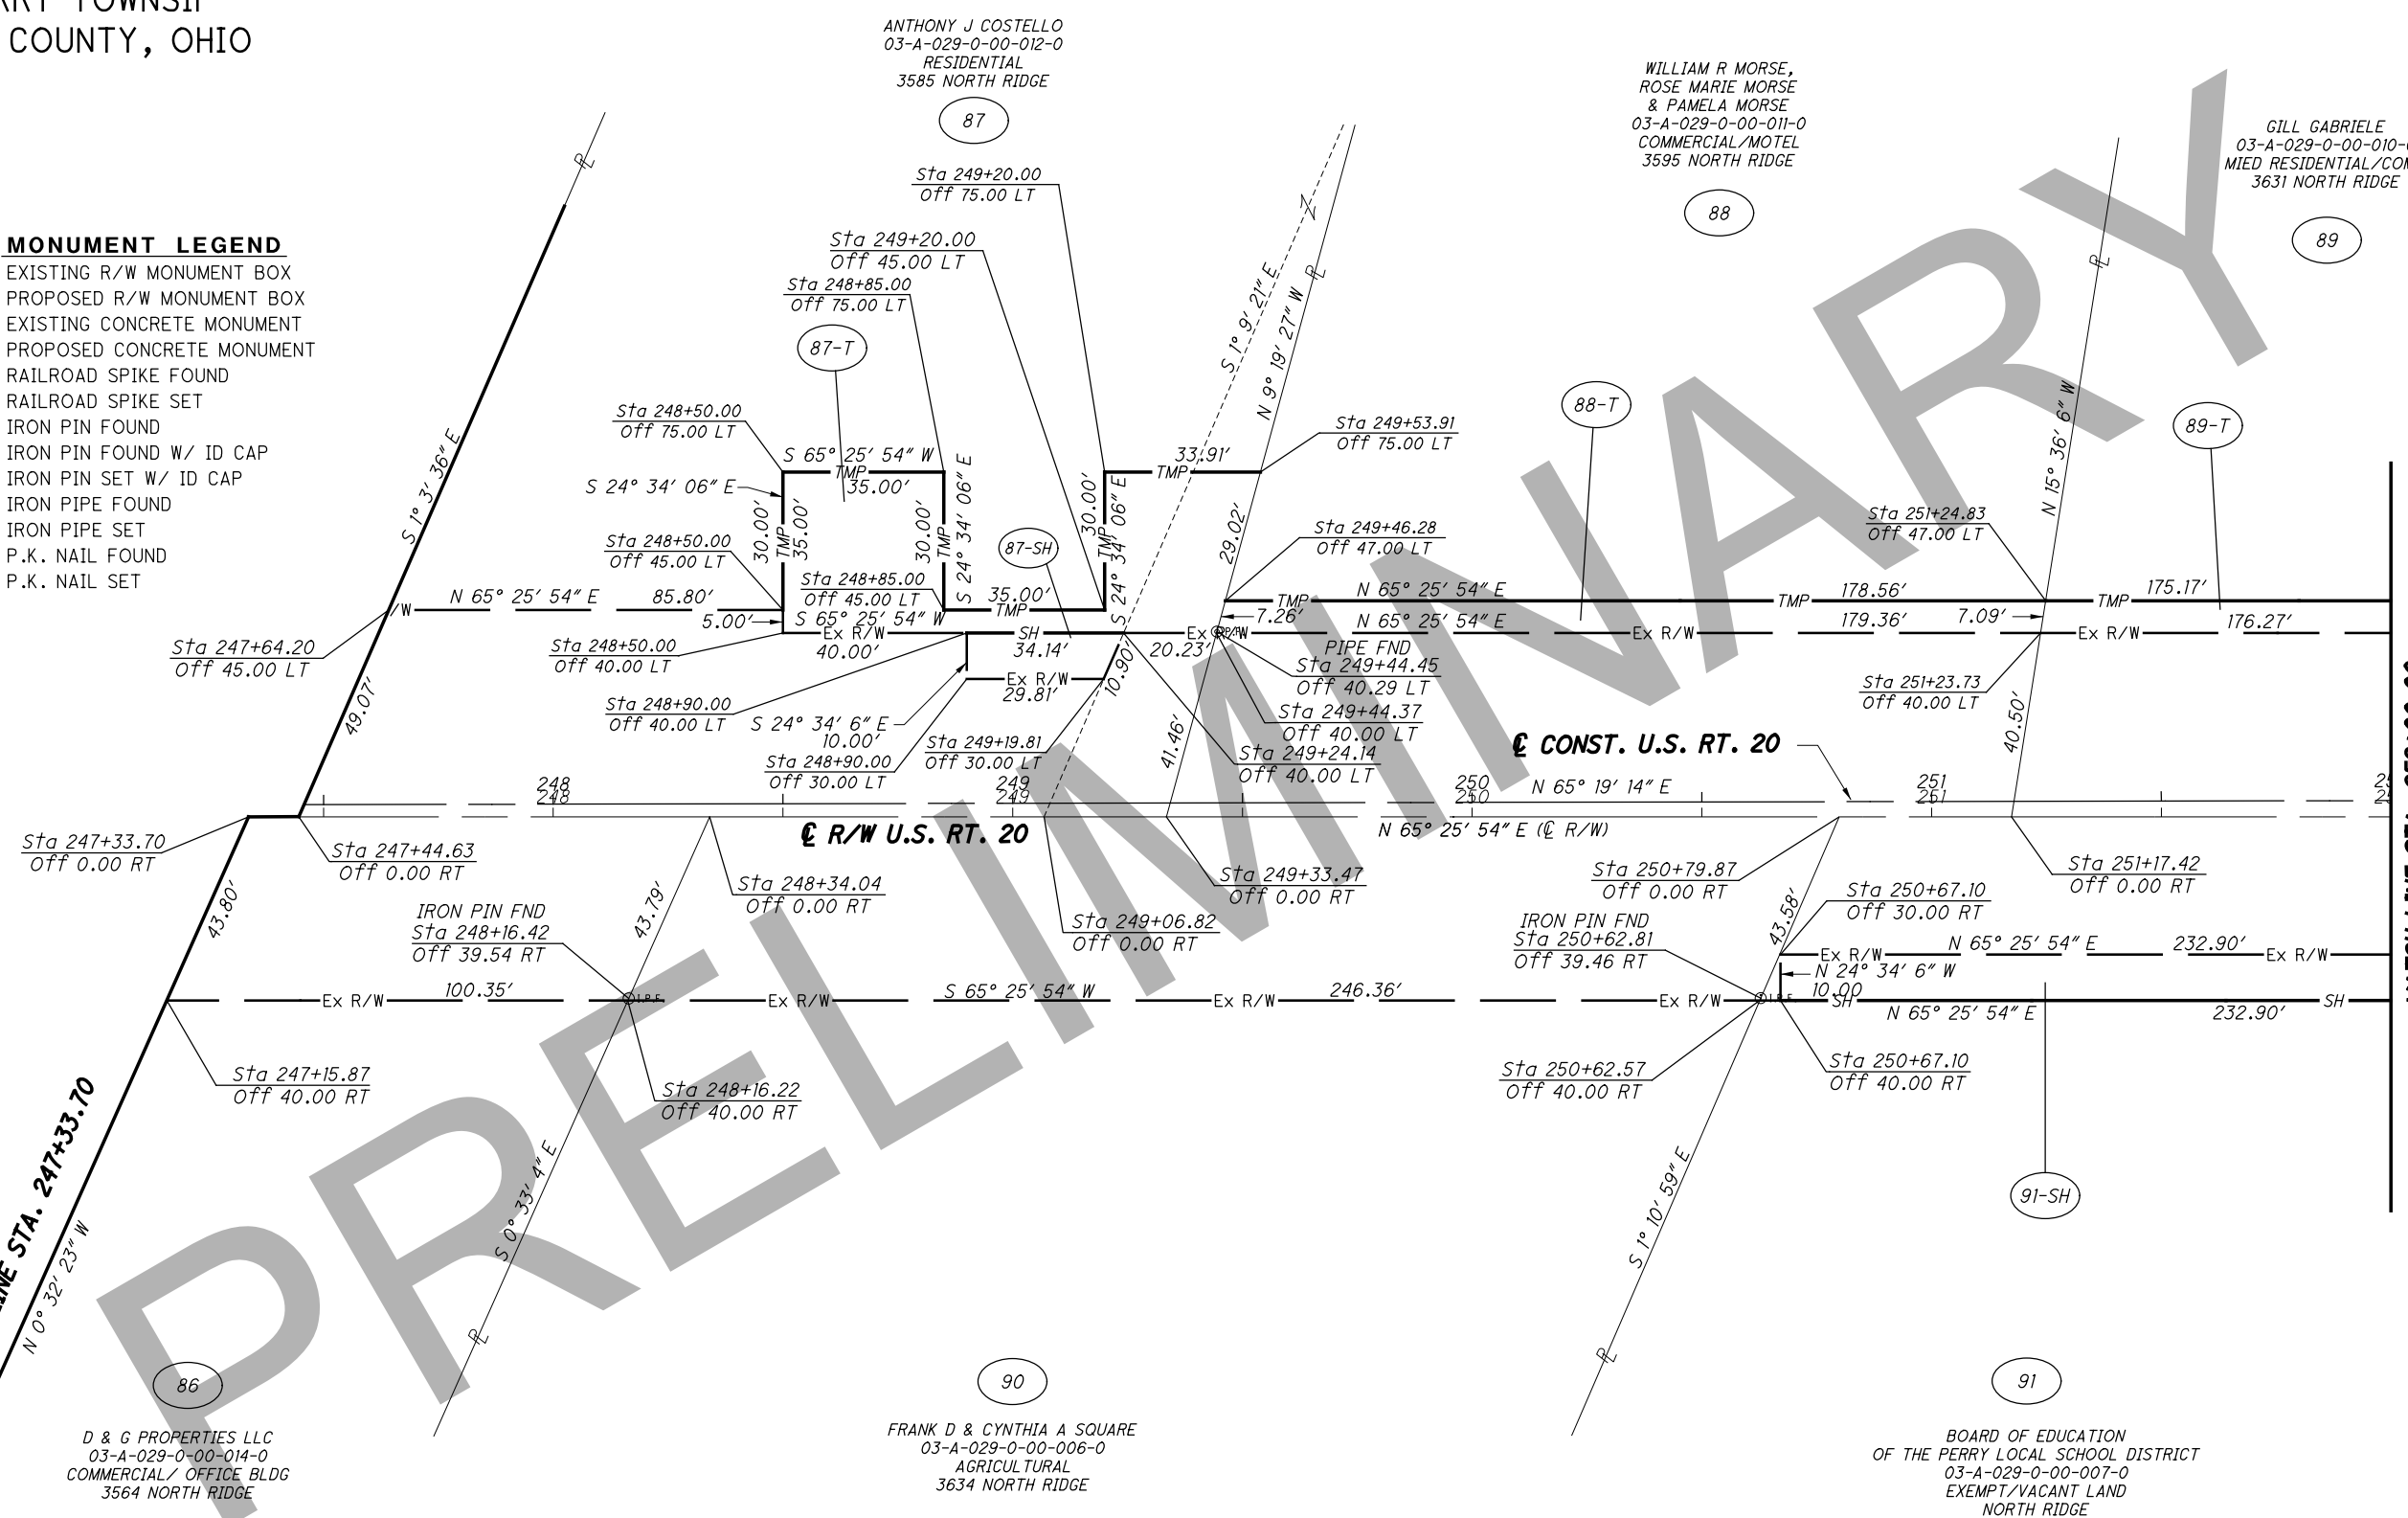 COUNTY, OHIO
MONUMENT LEGEND
EXISTING R/W MONUMENT BOX
PROPOSED R/W MONUMENT BOX
EXISTING CONCRETE MONUMENT
PROPOSED CONCRETE MONUMENT
RAILROAD SPIKE FOUND
RAILROAD SPIKE SET
IRON PIN FOUND
IRON PIN FOUND W/ ID CAP
IRON PIN SET W/ ID CAP
IRON PIPE FOUND
IRON PIPE SET
P.K. NAIL FOUND
P.K. NAIL SET
ANTHONY J COSTELLO
03-A-029-0-00-012-0
RESIDENTIAL
3585 NORTH RIDGE
87
WILLIAM R MORSE,
ROSE MARIE MORSE
& PAMELA MORSE
03-A-029-0-00-011-0
COMMERCIAL/MOTEL
3595 NORTH RIDGE
88
GILL GABRIELE
03-A-029-0-00-010-
MIED RESIDENTIAL/COM
3631 NORTH RIDGE
89
PL
PL
PL
Sta 249+20.00
Off 75.00 LT
Sta 249+20.00
Off 45.00 LT
Sta 248+85.00
Off 75.00 LT
87-T
Sta 248+50.00
Off 75.00 LT
S 65° 25' 54" W
TMP
35.00'
S 24° 34' 06" E
30.00'
TMP
35.00'
30.00'
TMP
S 24° 34' 06" E
30.00'
TMP
S 24° 34' 06" E
33.91'
TMP
S 1° 9' 21" E
N 9° 19' 27" W
Sta 249+53.91
Off 75.00 LT
88-T
89-T
N 15° 36' 6" W
S 1° 3' 36" E
87-SH
29.02'
Sta 249+46.28
Off 47.00 LT
Sta 251+24.83
Off 47.00 LT
Sta 248+50.00
Off 45.00 LT
Sta 248+85.00
Off 45.00 LT
35.00'
TMP
/W
N 65° 25' 54" E
85.80'
5.00'
S 65° 25' 54" W
TMP
N 65° 25' 54" E
TMP
178.56'
TMP
175.17'
Ex R/W
40.00'
SH
34.14'
Ex R/W
20.23'
7.26'
N 65° 25' 54" E
Ex R/W
179.36'
7.09'
Ex R/W
176.27'
Sta 247+64.20
Off 45.00 LT
Sta 248+50.00
Off 40.00 LT
PIPE FND
Sta 249+44.45
Off 40.29 LT
Ex R/W
29.81'
10.90'
Sta 251+23.73
Off 40.00 LT
49.07'
Sta 248+90.00
Off 40.00 LT
S 24° 34' 6" E
10.00'
Sta 249+44.37
Off 40.00 LT
Sta 248+90.00
Off 30.00 LT
Sta 249+19.81
Off 30.00 LT
41.46'
Sta 249+24.14
Off 40.00 LT
CL CONST. U.S. RT. 20
40.50'
248
248
249
249
250
250
N 65° 19' 14" E
251
251
CL R/W U.S. RT. 20
N 65° 25' 54" E (CL R/W)
Sta 247+33.70
Off 0.00 RT
Sta 247+44.63
Off 0.00 RT
Sta 248+34.04
Off 0.00 RT
Sta 249+06.82
Off 0.00 RT
Sta 249+33.47
Off 0.00 RT
Sta 250+79.87
Off 0.00 RT
Sta 251+17.42
Off 0.00 RT
43.80'
43.79'
43.58'
IRON PIN FND
Sta 248+16.42
Off 39.54 RT
IRON PIN FND
Sta 250+62.81
Off 39.46 RT
Sta 250+67.10
Off 30.00 RT
Ex R/W
N 65° 25' 54" E
232.90'
Ex R/W
N 24° 34' 6" W
10.00
Ex R/W
100.35'
I.P.F.
Ex R/W
S 65° 25' 54" W
Ex R/W
246.36'
Ex R/W
SH
N 65° 25' 54" E
232.90'
SH
Sta 247+15.87
Off 40.00 RT
Sta 248+16.22
Off 40.00 RT
Sta 250+62.57
Off 40.00 RT
Sta 250+67.10
Off 40.00 RT
STA. 247+33.70
N 0° 32' 23" W
S 0° 33' 4" E
S 1° 10' 59" E
91-SH
PL
PL
86
D & G PROPERTIES LLC
03-A-029-0-00-014-0
COMMERCIAL/ OFFICE BLDG
3564 NORTH RIDGE
90
FRANK D & CYNTHIA A SQUARE
03-A-029-0-00-006-0
AGRICULTURAL
3634 NORTH RIDGE
91
BOARD OF EDUCATION
OF THE PERRY LOCAL SCHOOL DISTRICT
03-A-029-0-00-007-0
EXEMPT/VACANT LAND
NORTH RIDGE
PRELIMINARY